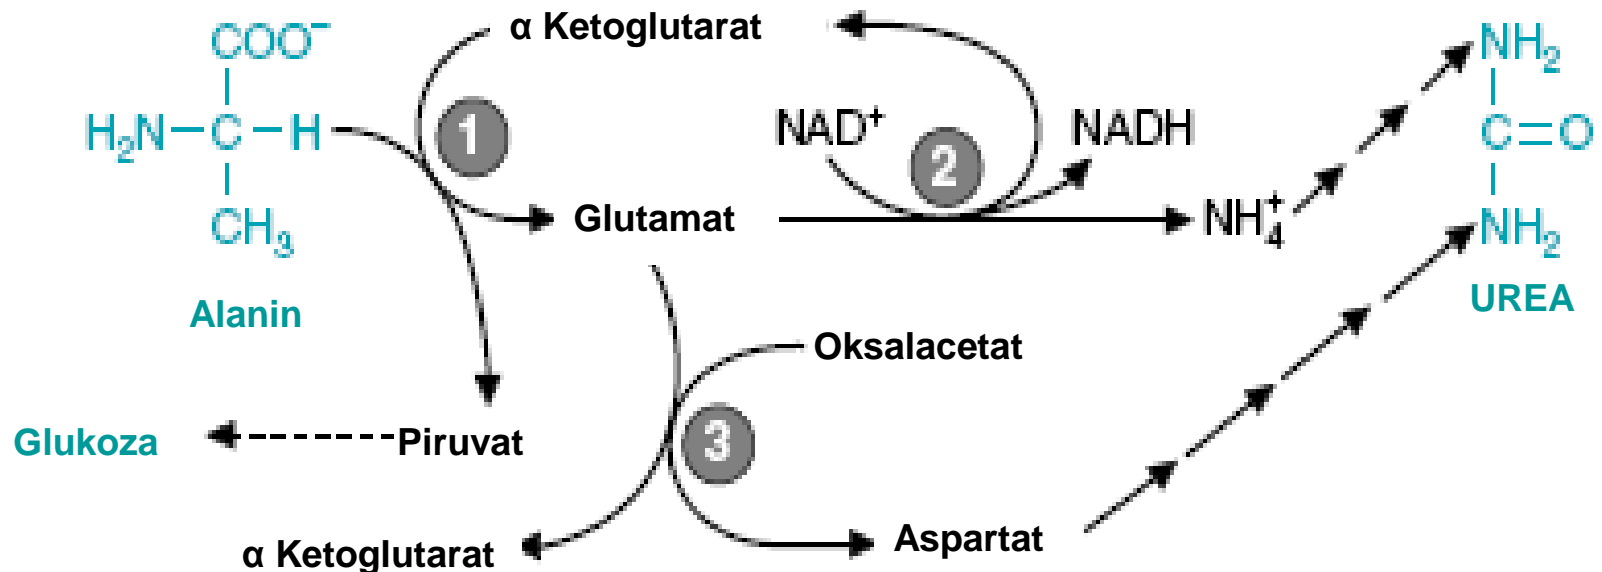 COO⁻
α Ketoglutarat
NH₂
H₂N–C–H
1
NAD⁺
2
NADH
C=O
CH₃
Glutamat
NH₄⁺
NH₂
Alanin
UREA
Oksalacetat
Glukoza
Piruvat
3
α Ketoglutarat
Aspartat